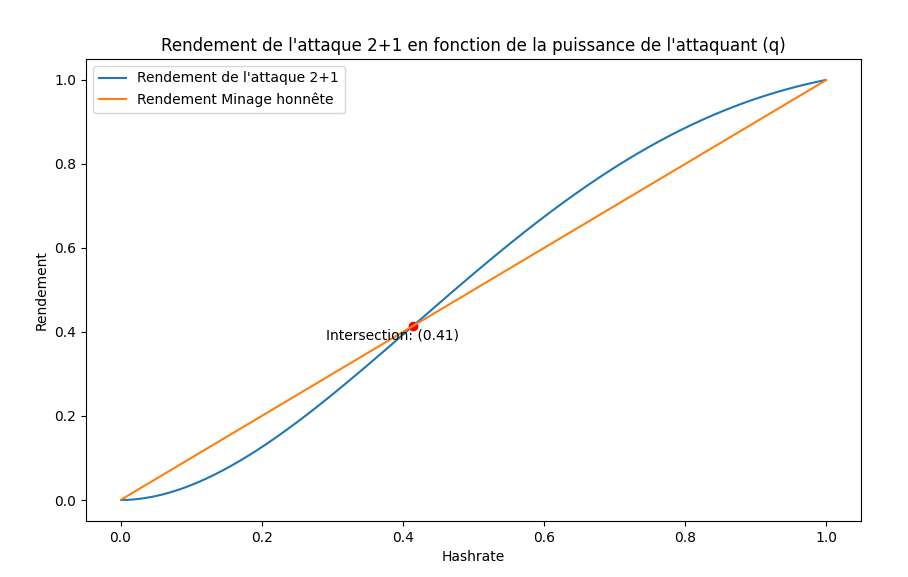 Rendement de l'attaque 2+1 en fonction de la puissance de l'attaquant (q)
Rendement de l'attaque 2+1
Rendement Minage honnête
1.0
0.8
0.6
0.4
0.2
0.0
Rendement
Intersection: (0.41)
0.0 0.2 0.4 0.6 0.8 1.0
Hashrate